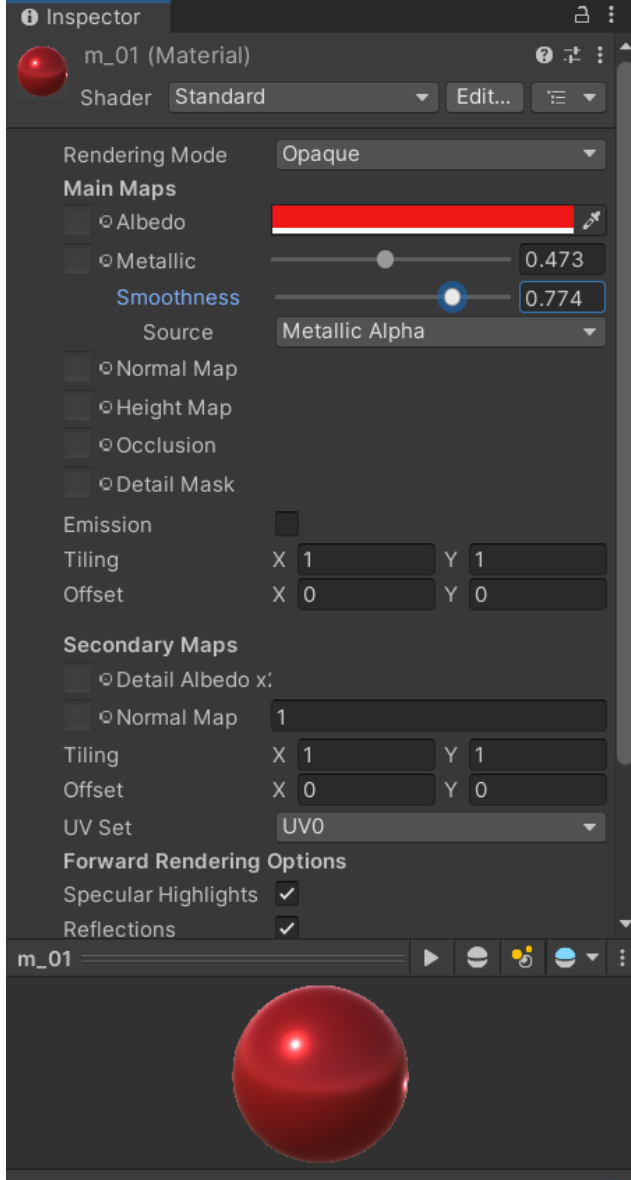 Inspector
m_01 (Material)
Shader Standard Edit...
Rendering Mode Opaque
Main Maps
Albedo
Metallic 0.473
Smoothness 0.774
Source Metallic Alpha
Normal Map
Height Map
Occlusion
Detail Mask
Emission
Tiling X 1 Y 1
Offset X 0 Y 0
Secondary Maps
Detail Albedo x
Normal Map 1
Tiling X 1 Y 1
Offset X 0 Y 0
UV Set UV0
Forward Rendering Options
Specular Highlights
Reflections
m_01